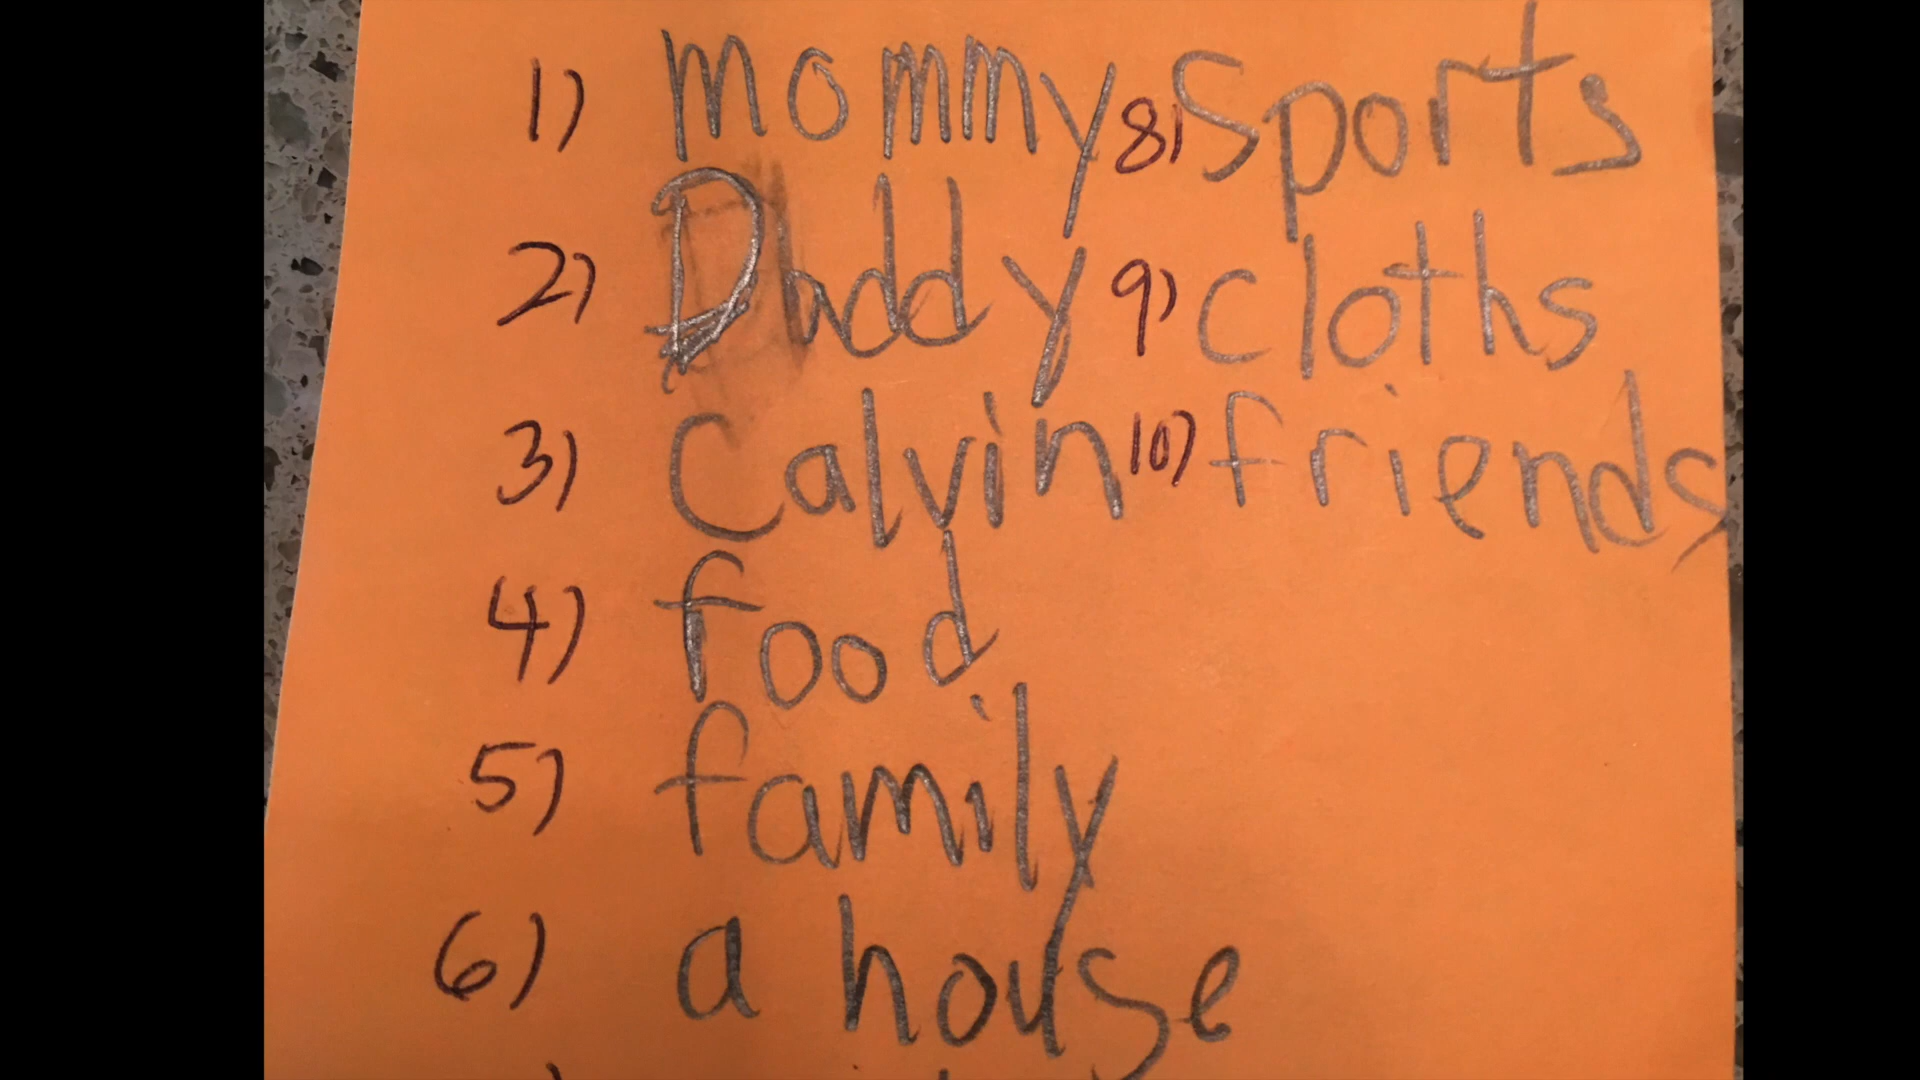 1) mommy
2) Daddy
3) Calvin
4) food
5) family
6) a house
8) Sports
9) cloths
10) friends